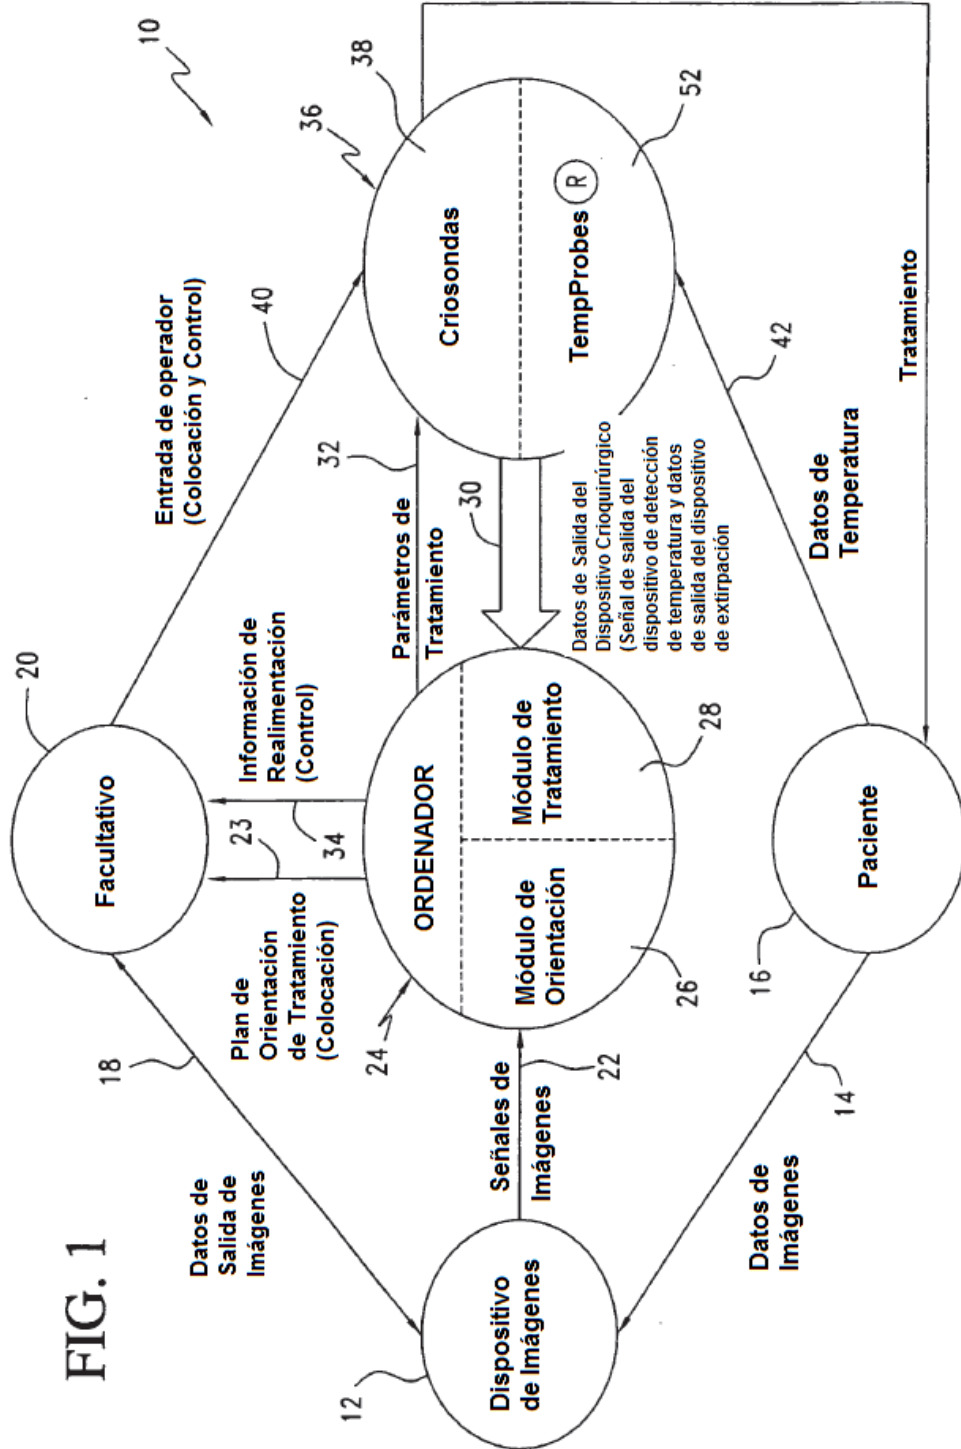 FIG. 1
10
12
Dispositivo
de Imágenes
Datos de
Salida de
Imágenes
18
Facultativo
20
Entrada de operador
(Colocación y Control)
40
36
38
Criosondas
TempProbes
R
52
Plan de
Orientación
de Tratamiento
(Colocación)
23
Información de
Realimentación
(Control)
34
24
ORDENADOR
Módulo de
Orientación
26
Módulo de
Tratamiento
28
Señales de
Imágenes
22
Parámetros de
Tratamiento
32
30
Datos de Salida del
Dispositivo Crioquirúrgico
(Señal de salida del
dispositivo de detección
de temperatura y datos
de salida del dispositivo
de extirpación
Datos de
Imágenes
14
16
Paciente
Datos de
Temperatura
42
Tratamiento